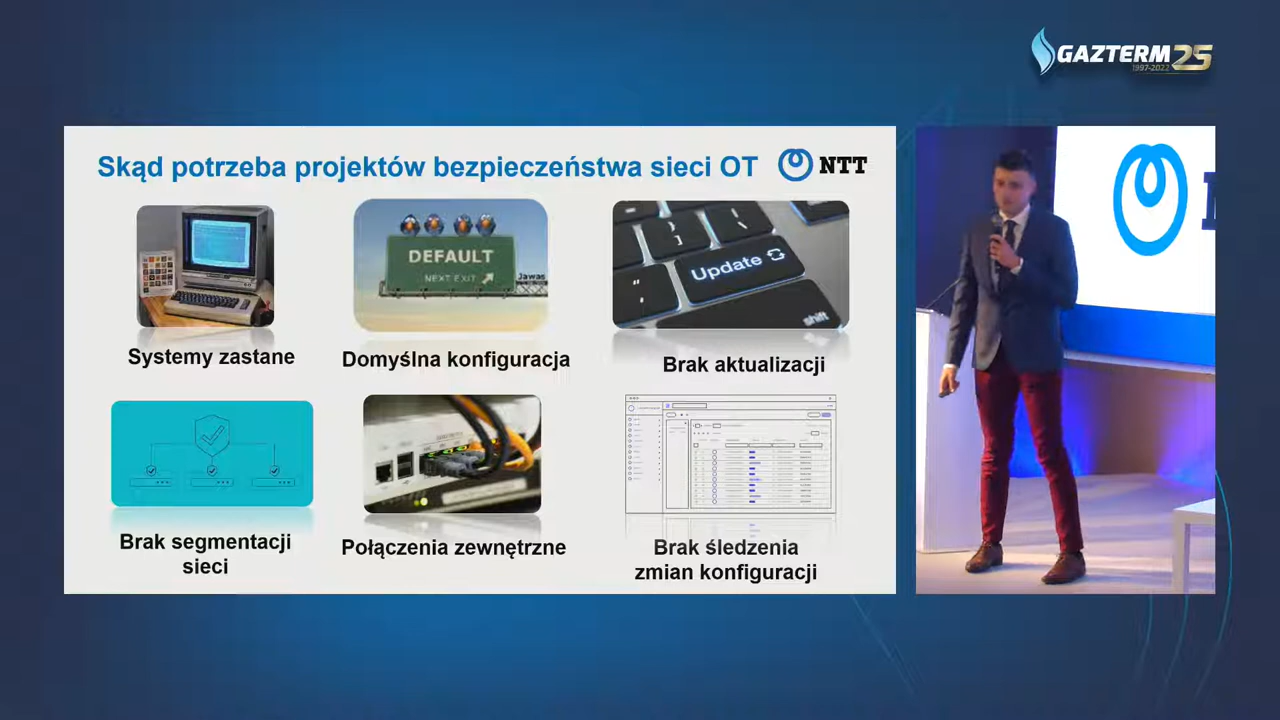 GAZTERM 25
1997-2022
Skąd potrzeba projektów bezpieczeństwa sieci OT
NTT
DEFAULT
NEXT EXIT
Jawas
Update
shift
Systemy zastane
Domyślna konfiguracja
Brak aktualizacji
Brak segmentacji
sieci
Połączenia zewnętrzne
Brak śledzenia
zmian konfiguracji